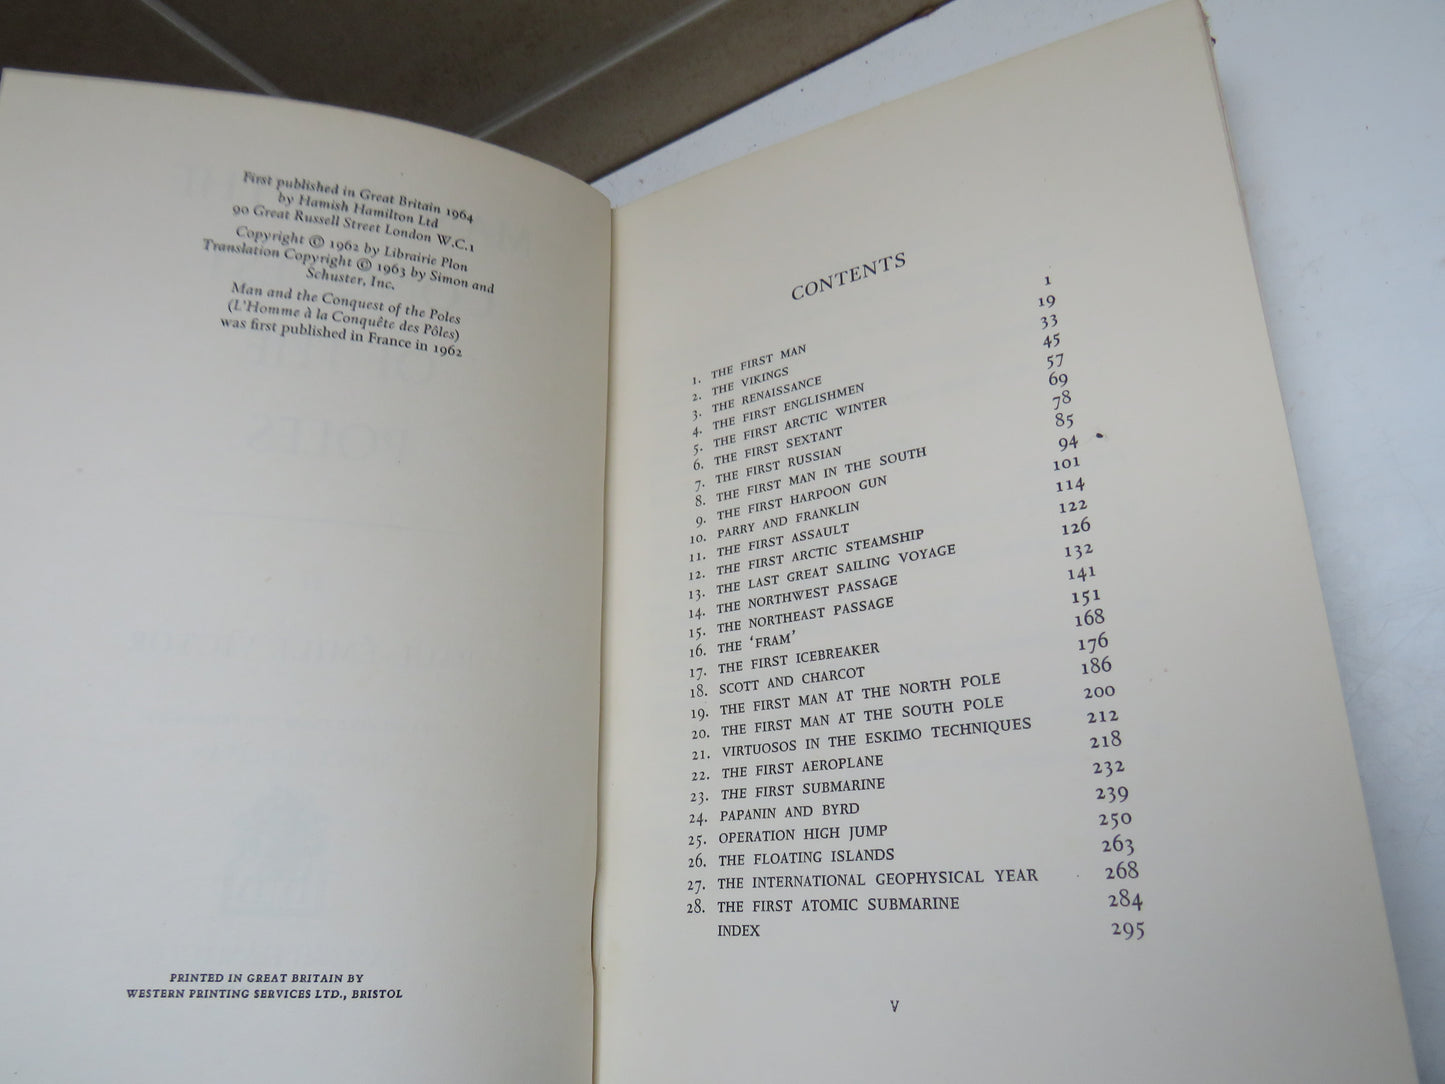 First published in Great Britain 1964
by Hamish Hamilton Ltd
90 Great Russell Street London W.C.1
Copyright © 1962 by Librairie Plon
Translation Copyright © 1963 by Simon and
Schuster, Inc.
Man and the Conquest of the Poles
(L'Homme à la Conquête des Pôles)
was first published in France in 1962
PRINTED IN GREAT BRITAIN BY
WESTERN PRINTING SERVICES LTD., BRISTOL
CONTENTS
1. THE FIRST MAN 1
2. THE VIKINGS 19
3. THE RENAISSANCE 33
4. THE FIRST ENGLISHMEN 45
5. THE FIRST ARCTIC WINTER 57
6. THE FIRST SEXTANT 69
7. THE FIRST RUSSIAN 78
8. THE FIRST MAN IN THE SOUTH 85
9. THE FIRST HARPOON GUN 94
10. PARRY AND FRANKLIN 101
11. THE FIRST ASSAULT 114
12. THE FIRST ARCTIC STEAMSHIP 122
13. THE LAST GREAT SAILING VOYAGE 126
14. THE NORTHWEST PASSAGE 132
15. THE NORTHEAST PASSAGE 141
16. THE 'FRAM' 151
17. THE FIRST ICEBREAKER 168
18. SCOTT AND CHARCOT 176
19. THE FIRST MAN AT THE NORTH POLE 186
20. THE FIRST MAN AT THE SOUTH POLE 200
21. VIRTUOSOS IN THE ESKIMO TECHNIQUES 212
22. THE FIRST AEROPLANE 218
23. THE FIRST SUBMARINE 232
24. PAPANIN AND BYRD 239
25. OPERATION HIGH JUMP 250
26. THE FLOATING ISLANDS 263
27. THE INTERNATIONAL GEOPHYSICAL YEAR 268
28. THE FIRST ATOMIC SUBMARINE 284
INDEX 295
V